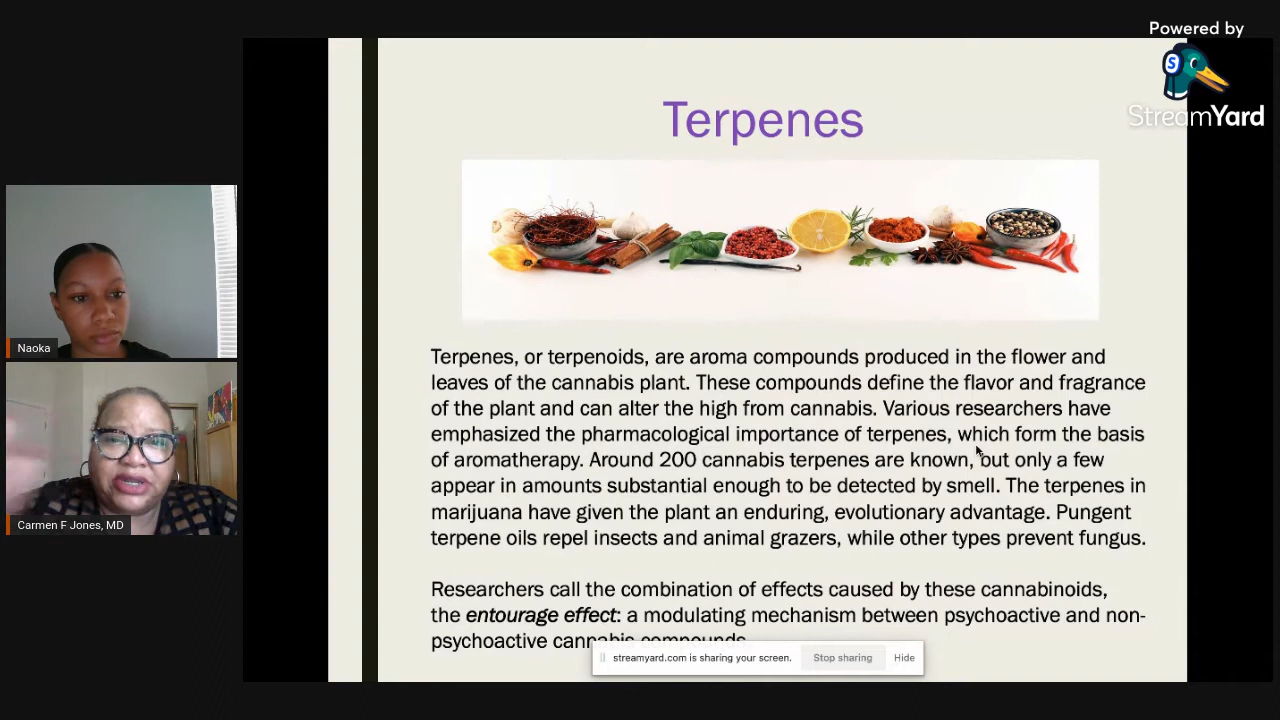 Powered by
StreamYard
Terpenes
Naoka
Carmen F Jones, MD
Terpenes, or terpenoids, are aroma compounds produced in the flower and
leaves of the cannabis plant. These compounds define the flavor and fragrance
of the plant and can alter the high from cannabis. Various researchers have
emphasized the pharmacological importance of terpenes, which form the basis
of aromatherapy. Around 200 cannabis terpenes are known, but only a few
appear in amounts substantial enough to be detected by smell. The terpenes in
marijuana have given the plant an enduring, evolutionary advantage. Pungent
terpene oils repel insects and animal grazers, while other types prevent fungus.
Researchers call the combination of effects caused by these cannabinoids,
the entourage effect: a modulating mechanism between psychoactive and non-
psychoactive cannabis compounds.
streamyard.com is sharing your screen. Stop sharing Hide